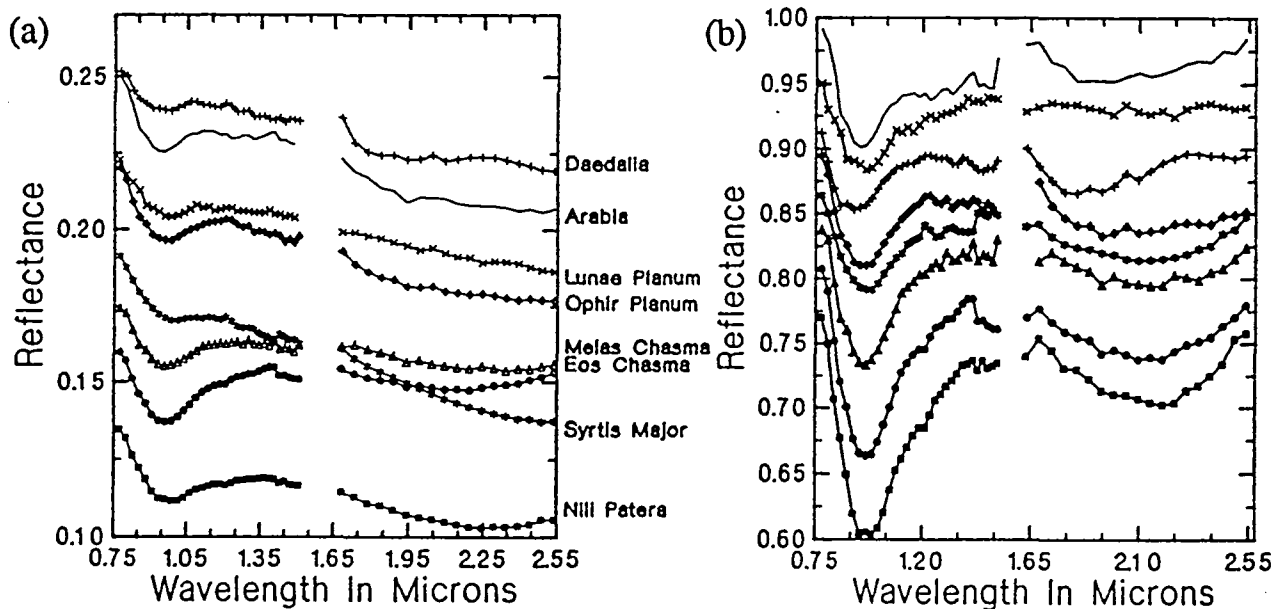 (a)
Reflectance
0.25
0.20
0.15
0.10
0.75 1.05 1.35 1.65 1.95 2.25 2.55
Wavelength In Microns
Daedalia
Arabia
Lunae Planum
Ophir Planum
Melas Chasma
Eos Chasma
Syrtis Major
Nili Patera
(b)
Reflectance
1.00
0.95
0.90
0.85
0.80
0.75
0.70
0.65
0.60
0.75 1.20 1.65 2.10 2.55
Wavelength In Microns